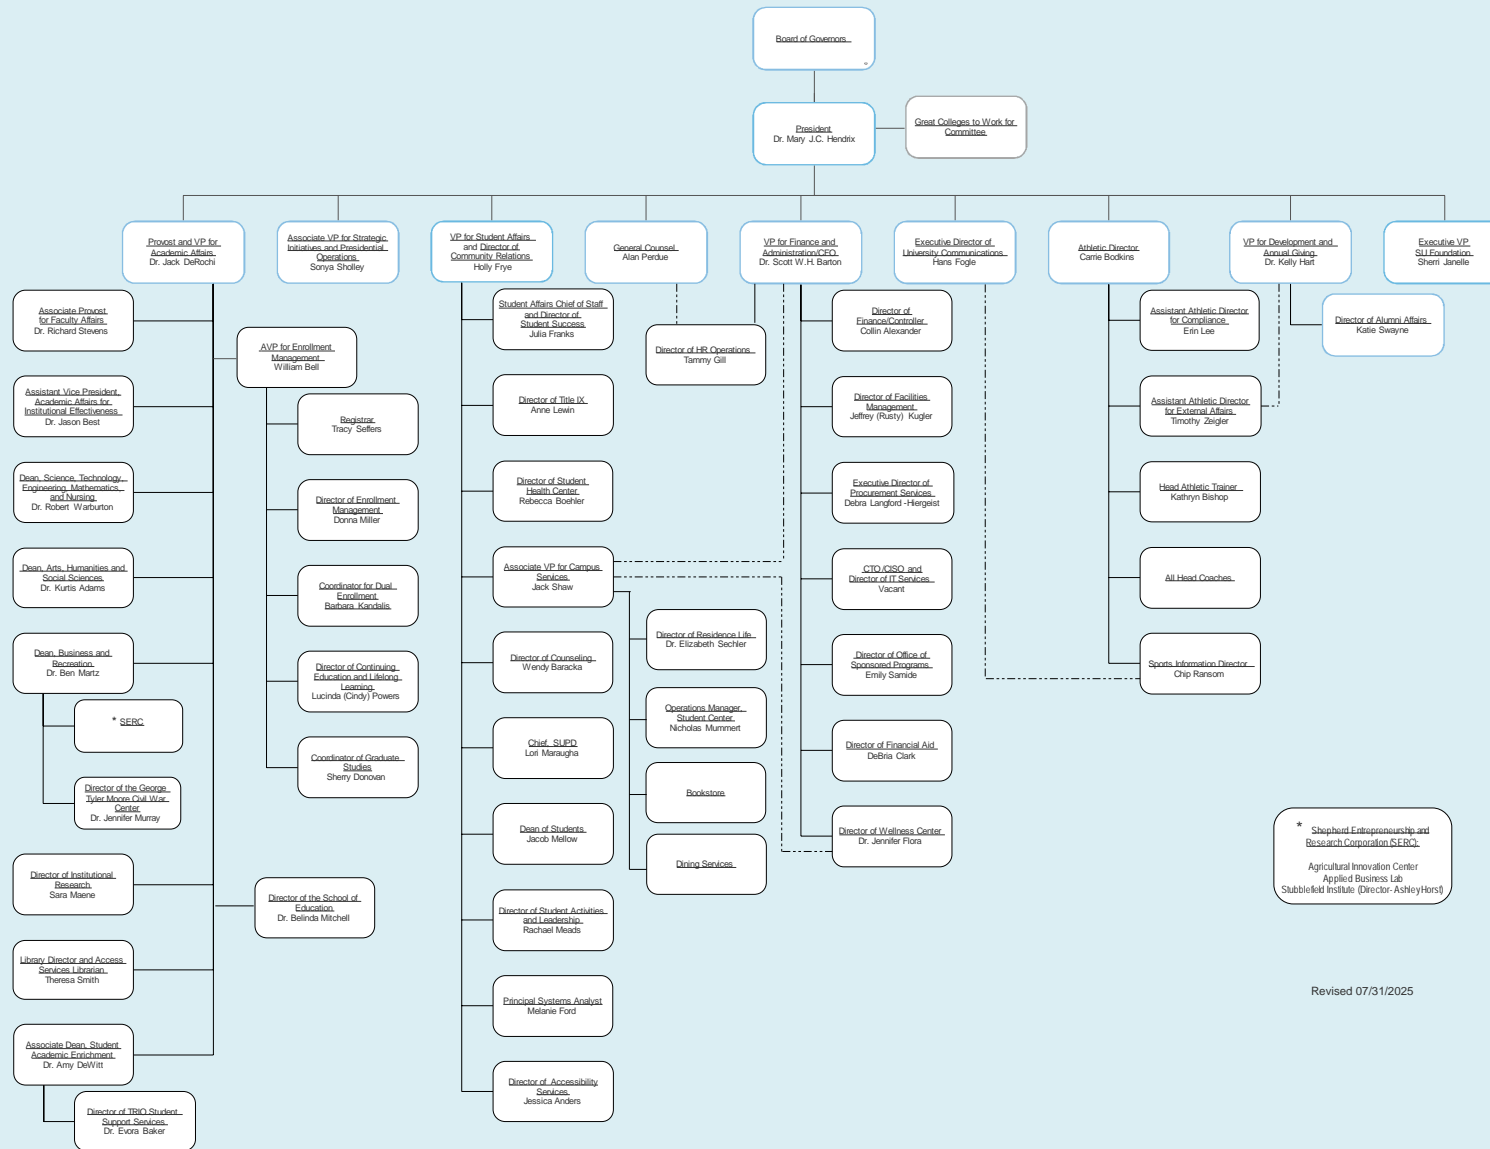 Board of Governors
President
Dr. Mary J.C. Hendrix
Great Colleges to Work for
Committee
Provost and VP for
Academic Affairs
Dr. Jack DeRochi
Associate VP for Strategic
Initiatives and Presidential
Operations
Sonya Sholley
VP for Student Affairs
and Director of
Community Relations
Holly Frye
General Counsel
Alan Perdue
VP for Finance and
Administration/CFO
Dr. Scott W.H. Barton
Executive Director of
University Communications
Hans Fogle
Athletic Director
Carrie Bodkins
VP for Development and
Annual Giving
Dr. Kelly Hart
Executive VP
SU Foundation
Sherri Janelle
Associate Provost
for Faculty Affairs
Dr. Richard Stevens
Assistant Vice President,
Academic Affairs for
Institutional Effectiveness
Dr. Jason Best
Dean, Science, Technology,
Engineering, Mathematics,
and Nursing
Dr. Robert Warburton
Dean, Arts, Humanities and
Social Sciences
Dr. Kurtis Adams
Dean, Business and
Recreation
Dr. Ben Martz
* SERC
Director of the George
Tyler Moore Civil War
Center
Dr. Jennifer Murray
Director of Institutional
Research
Sara Maene
Library Director and Access
Services Librarian
Theresa Smith
Associate Dean, Student
Academic Enrichment
Dr. Amy DeWitt
Director of TRIO Student
Support Services
Dr. Evora Baker
AVP for Enrollment
Management
William Bell
Registrar
Tracy Seffers
Director of Enrollment
Management
Donna Miller
Coordinator for Dual
Enrollment
Barbara Kandalis
Director of Continuing
Education and Lifelong
Learning
Lucinda (Cindy) Powers
Coordinator of Graduate
Studies
Sherry Donovan
Director of the School of
Education
Dr. Belinda Mitchell
Student Affairs Chief of Staff
and Director of
Student Success
Julia Franks
Director of Title IX
Anne Lewin
Director of Student
Health Center
Rebecca Boehler
Associate VP for Campus
Services
Jack Shaw
Director of Counseling
Wendy Baracka
Chief, SUPD
Lori Maraugha
Dean of Students
Jacob Mellow
Director of Student Activities
and Leadership
Rachael Meads
Principal Systems Analyst
Melanie Ford
Director of Accessibility
Services
Jessica Anders
Director of HR Operations
Tammy Gill
Director of Residence Life
Dr. Elizabeth Sechler
Operations Manager,
Student Center
Nicholas Mummert
Bookstore
Dining Services
Director of
Finance/Controller
Collin Alexander
Director of Facilities
Management
Jeffrey (Rusty) Kugler
Executive Director of
Procurement Services
Debra Langford -Hiergeist
CTO /CISO and
Director of IT Services
Vacant
Director of Office of
Sponsored Programs
Emily Samide
Director of Financial Aid
DeBria Clark
Director of Wellness Center
Dr. Jennifer Flora
Assistant Athletic Director
for Compliance
Erin Lee
Assistant Athletic Director
for External Affairs
Timothy Zeigler
Head Athletic Trainer
Kathryn Bishop
All Head Coaches
Sports Information Director
Chip Ransom
Director of Alumni Affairs
Katie Swayne
* Shepherd Entrepreneurship and
Research Corporation (SERC):
Agricultural Innovation Center
Applied Business Lab
Stubblefield Institute (Director- Ashley Horst)
Revised 07/31/2025